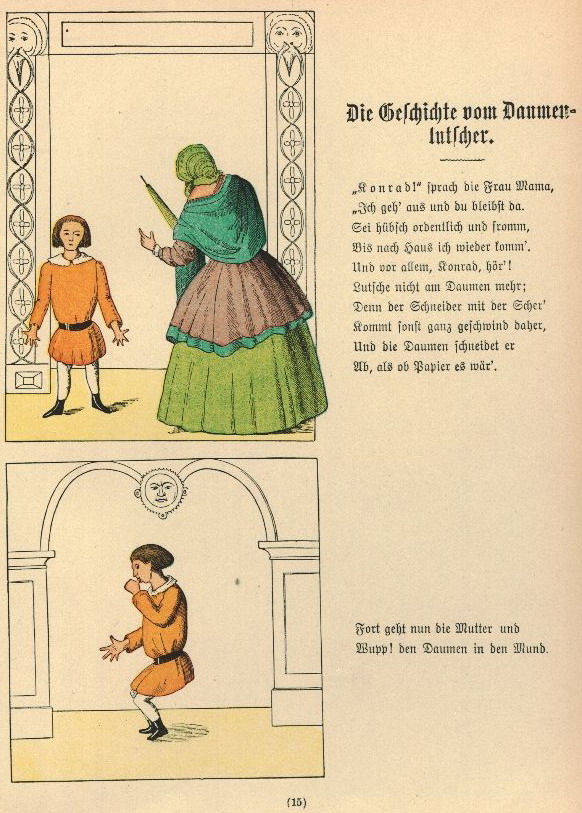 Die Geschichte vom Daumen-
lutscher.
„Konrad!“ sprach die Frau Mama,
„Ich geh’ aus und du bleibst da.
Sei hübsch ordentlich und fromm,
Bis nach Haus ich wieder komm’.
Und vor allem, Konrad, hör’!
Lutsche nicht am Daumen mehr;
Denn der Schneider mit der Scher’
Kommt sonst ganz geschwind daher,
Und die Daumen schneidet er
Ab, als ob Papier es wär’.
Fort geht nun die Mutter und
Wupp! den Daumen in den Mund.
(15)